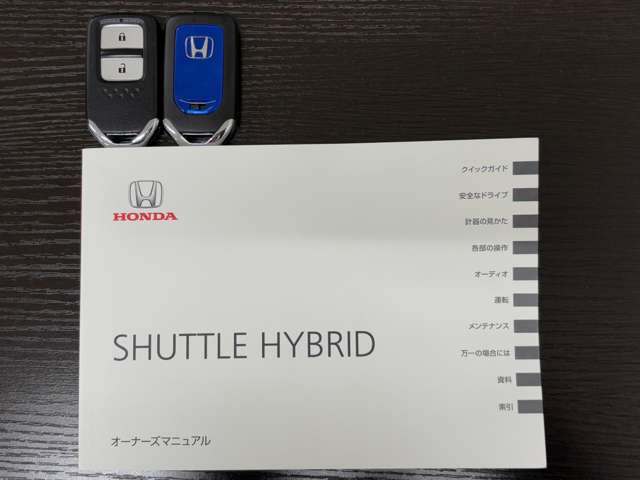 HONDA
SHUTTLE HYBRID
オーナーズマニュアル
クイックガイド
安全なドライブ
計器の見かた
各部の操作
オーディオ
運転
メンテナンス
万一の場合には
資料
索引